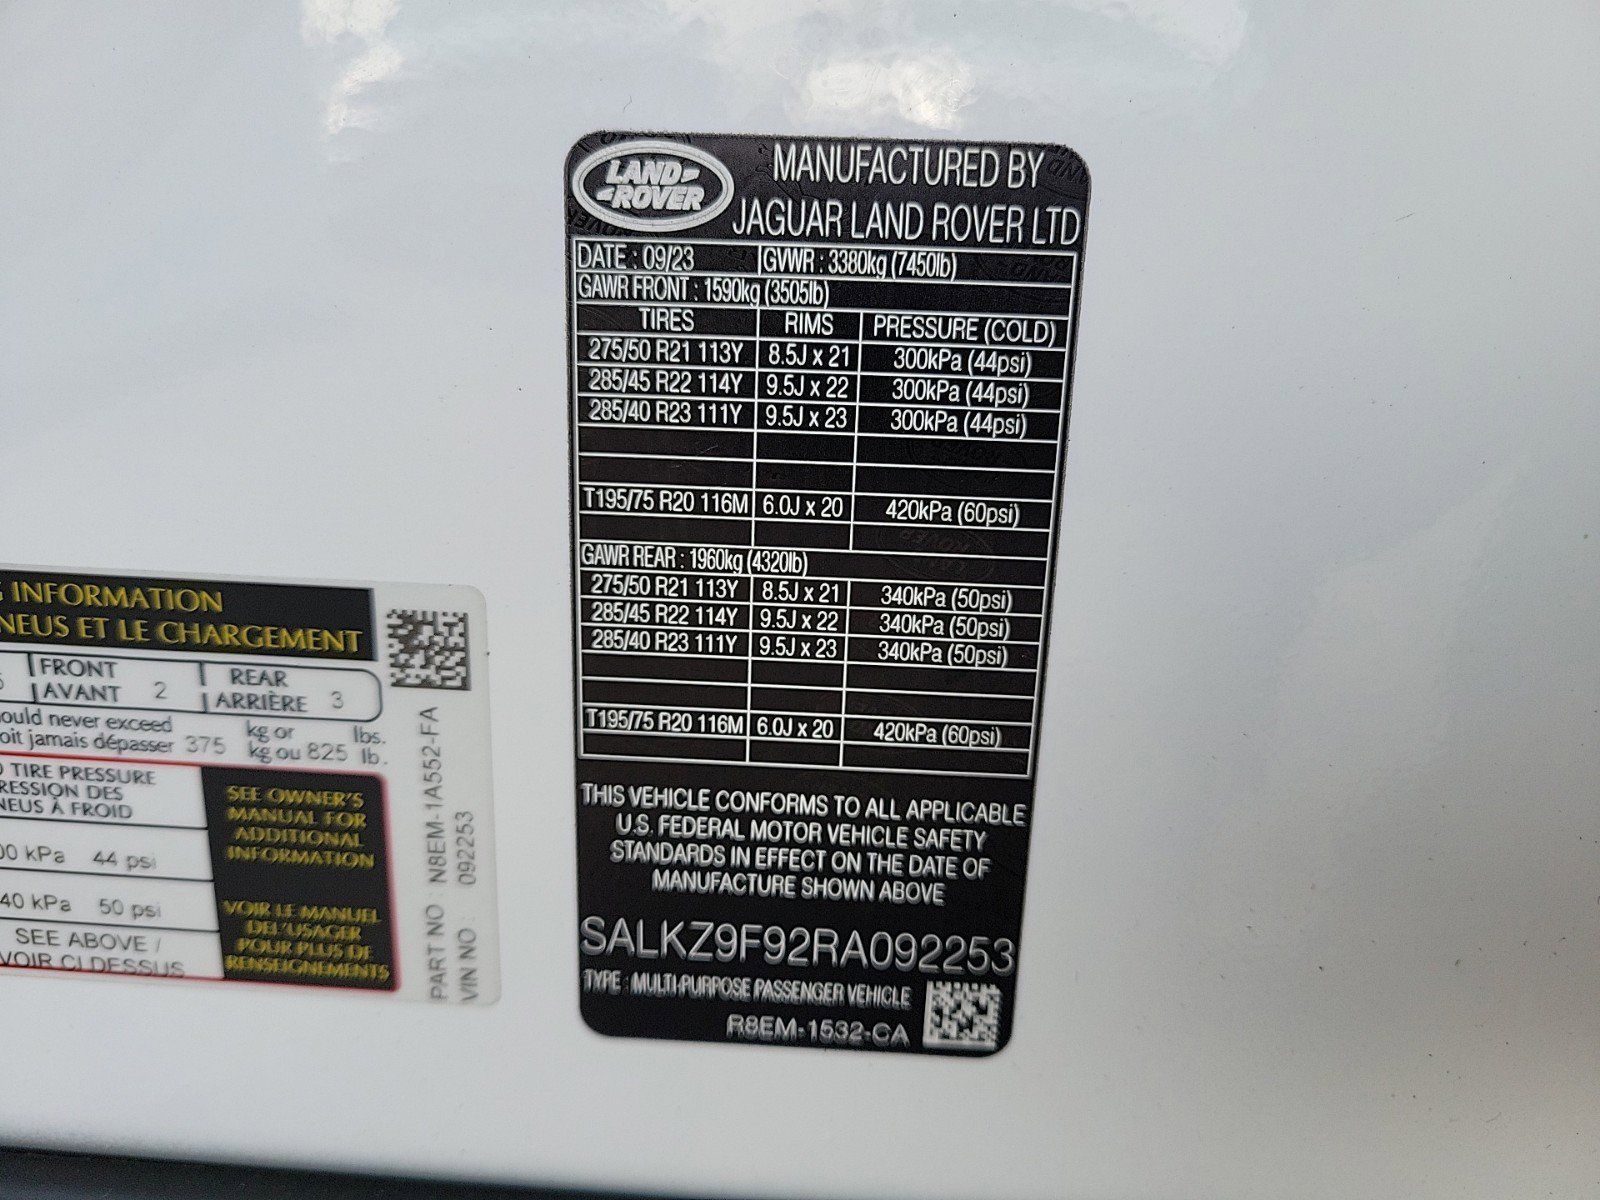 LAND
ROVER
MANUFACTURED BY
JAGUAR LAND ROVER LTD
DATE : 09/23 GVWR : 3380kg (7450lb)
GAWR FRONT : 1590kg (3505lb)
TIRES RIMS PRESSURE (COLD)
275/50 R21 113Y 8.5J x 21 300kPa (44psi)
285/45 R22 114Y 9.5J x 22 300kPa (44psi)
285/40 R23 111Y 9.5J x 23 300kPa (44psi)
T195/75 R20 116M 6.0J x 20 420kPa (60psi)
GAWR REAR : 1960kg (4320lb)
275/50 R21 113Y 8.5J x 21 340kPa (50psi)
285/45 R22 114Y 9.5J x 22 340kPa (50psi)
285/40 R23 111Y 9.5J x 23 340kPa (50psi)
T195/75 R20 116M 6.0J x 20 420kPa (60psi)
THIS VEHICLE CONFORMS TO ALL APPLICABLE
U.S. FEDERAL MOTOR VEHICLE SAFETY
STANDARDS IN EFFECT ON THE DATE OF
MANUFACTURE SHOWN ABOVE
SALKZ9F92RA092253
TYPE : MULTI-PURPOSE PASSENGER VEHICLE
R8EM-1532-CA
INFORMATION
NEUS ET LE CHARGEMENT
FRONT
AVANT 2
REAR
ARRIÈRE 3
ould never exceed kg or lbs.
oit jamais dépasser 375 kg ou 825 lb.
TIRE PRESSURE
RESSION DES
NEUS À FROID
00 kPa 44 psi
40 kPa 50 psi
SEE ABOVE /
VOIR CI DESSUS
SEE OWNER'S
MANUAL FOR
ADDITIONAL
INFORMATION
VOIR LE MANUEL
DE L'USAGER
POUR PLUS DE
RENSEIGNEMENTS
PART NO N8EM-1A552-FA
VIN NO : 092253